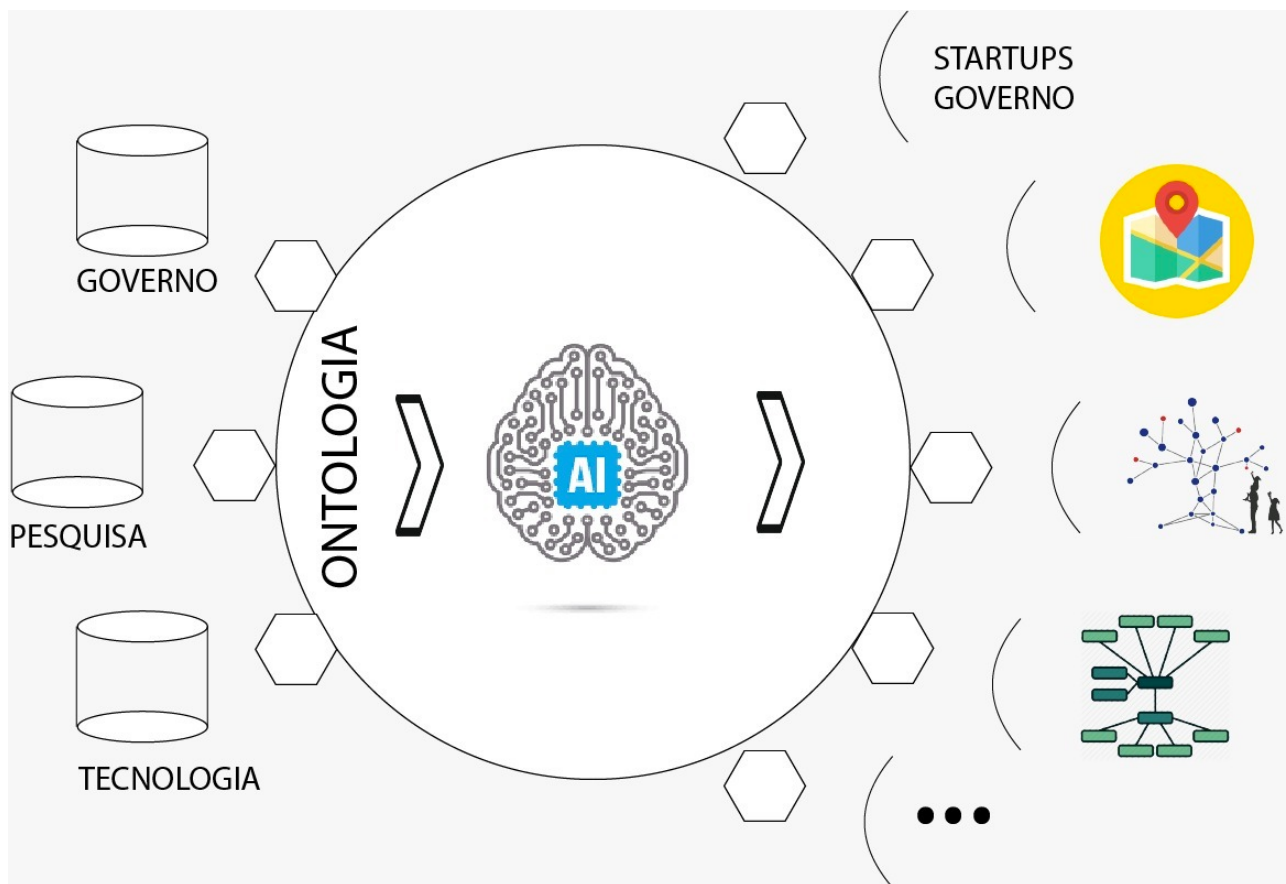 STARTUPS
GOVERNO
GOVERNO
ONTOLOGIA
AI
PESQUISA
TECNOLOGIA
...